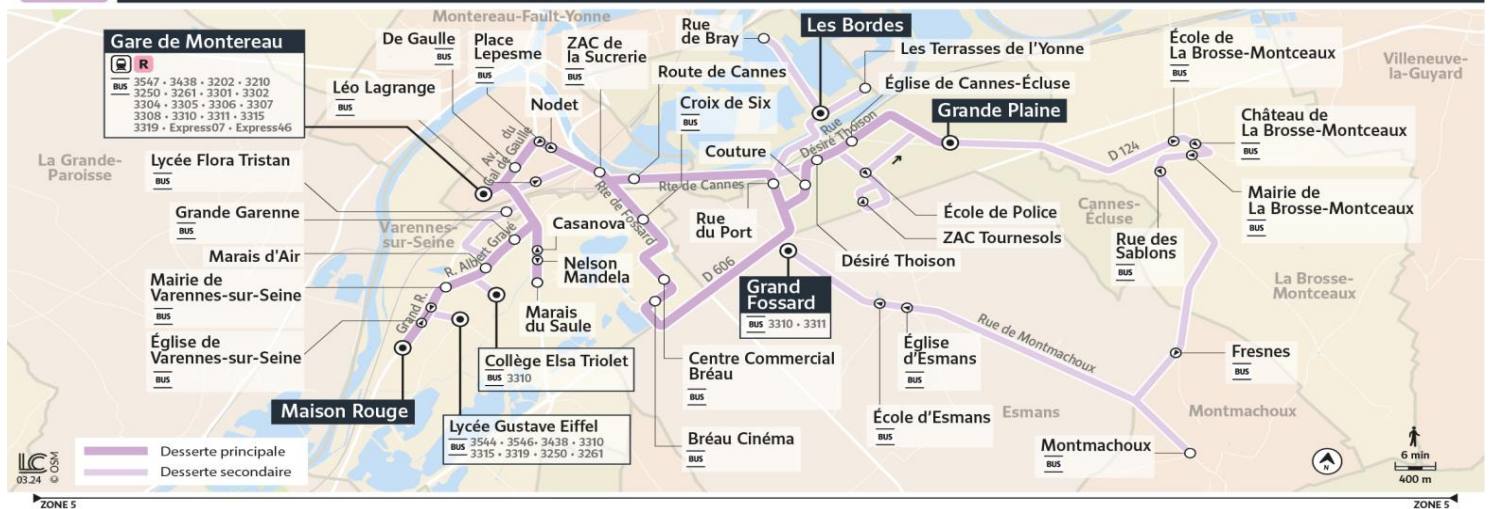 Montereau-Fault-Yonne
Gare de Montereau
R
BUS 3547 • 3438 • 3202 • 3210
3250 • 3261 • 3301 • 3302
3304 • 3305 • 3306 • 3307
3308 • 3310 • 3311 • 3315
3319 • Express07 • Express46
De Gaulle
BUS
Place
Lepesme
BUS
ZAC de
la Sucrerie
BUS
Rue
de Bray
Les Bordes
Les Terrasses de l'Yonne
École de
La Brosse-Montceaux
BUS
Villeneuve-
la-Guyard
Léo Lagrange
BUS
Nodet
Route de Cannes
Croix de Six
BUS
Église de Cannes-Écluse
Grande Plaine
Château de
La Brosse-Montceaux
BUS
La Grande-
Paroisse
Lycée Flora Tristan
BUS
Av. du
Gal de Gaulle
Couture
Rue
Désiré Thoison
D 124
Mairie de
La Brosse-Montceaux
BUS
Grande Garenne
BUS
Varennes-
sur-Seine
Rte de Fossard
Rte de Cannes
Casanova
Rue
du Port
École de Police
ZAC Tournesols
Cannes-
Écluse
Rue des
Sablons
BUS
Marais d'Air
R. Albert Gravé
Nelson
Mandela
D 606
Désiré Thoison
Mairie de
Varennes-sur-Seine
BUS
Marais
du Saule
Grand
Fossard
BUS 3310 • 3311
La Brosse-
Montceaux
Grand R.
Église de
Varennes-sur-Seine
BUS
Collège Elsa Triolet
BUS 3310
Centre Commercial
Bréau
BUS
Église
d'Esmans
BUS
Rue de Montmachoux
Fresnes
BUS
Maison Rouge
Lycée Gustave Eiffel
BUS 3544 • 3546 • 3438 • 3310
3315 • 3319 • 3250 • 3261
École d'Esmans
BUS
Esmans
Montmachoux
Bréau Cinéma
BUS
Montmachoux
BUS
Desserte principale
Desserte secondaire
LC
03.24
© OSM
N
6 min
400 m
ZONE 5
ZONE 5